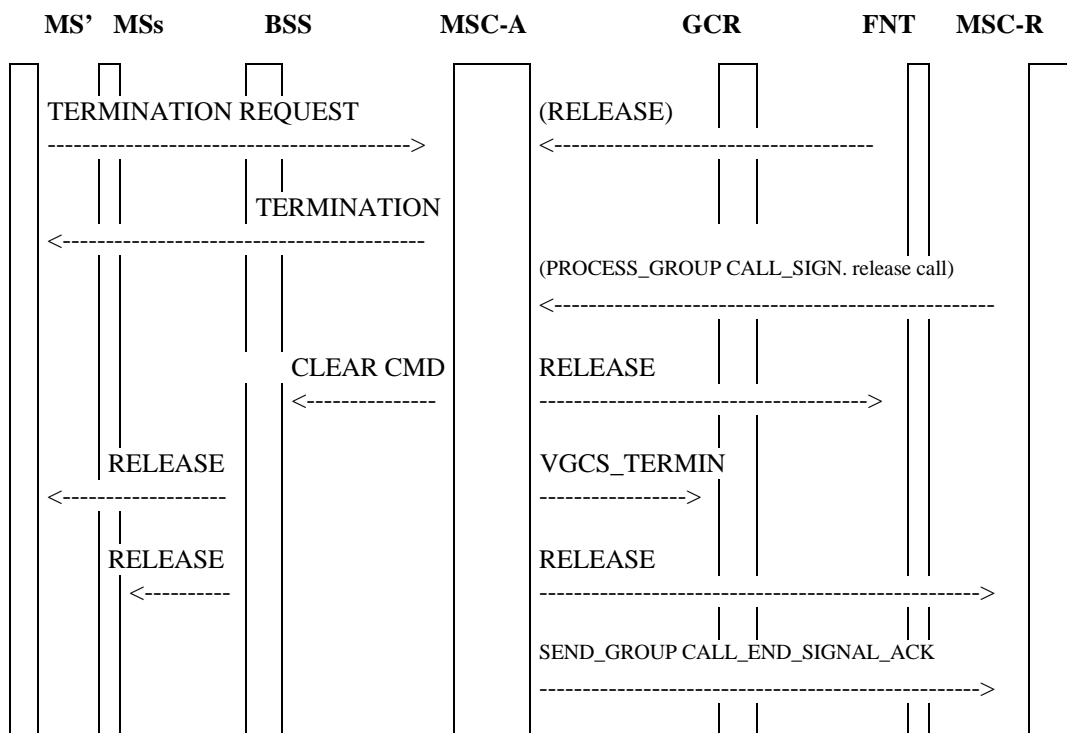 MS’ MSs BSS MSC-A GCR FNT MSC-R
TERMINATION REQUEST (RELEASE)
------------------------------------------> <-------------------------------------
TERMINATION
<------------------------------------------
(PROCESS_GROUP CALL_SIGN. release call)
<---------------------------------------------------
CLEAR CMD RELEASE
<--------------- -------------------------------------->
RELEASE VGCS_TERMIN
<------------------- ----------------->
RELEASE RELEASE
<---------- --------------------------------------------------->
SEND_GROUP CALL_END_SIGNAL_ACK
--------------------------------------------------->